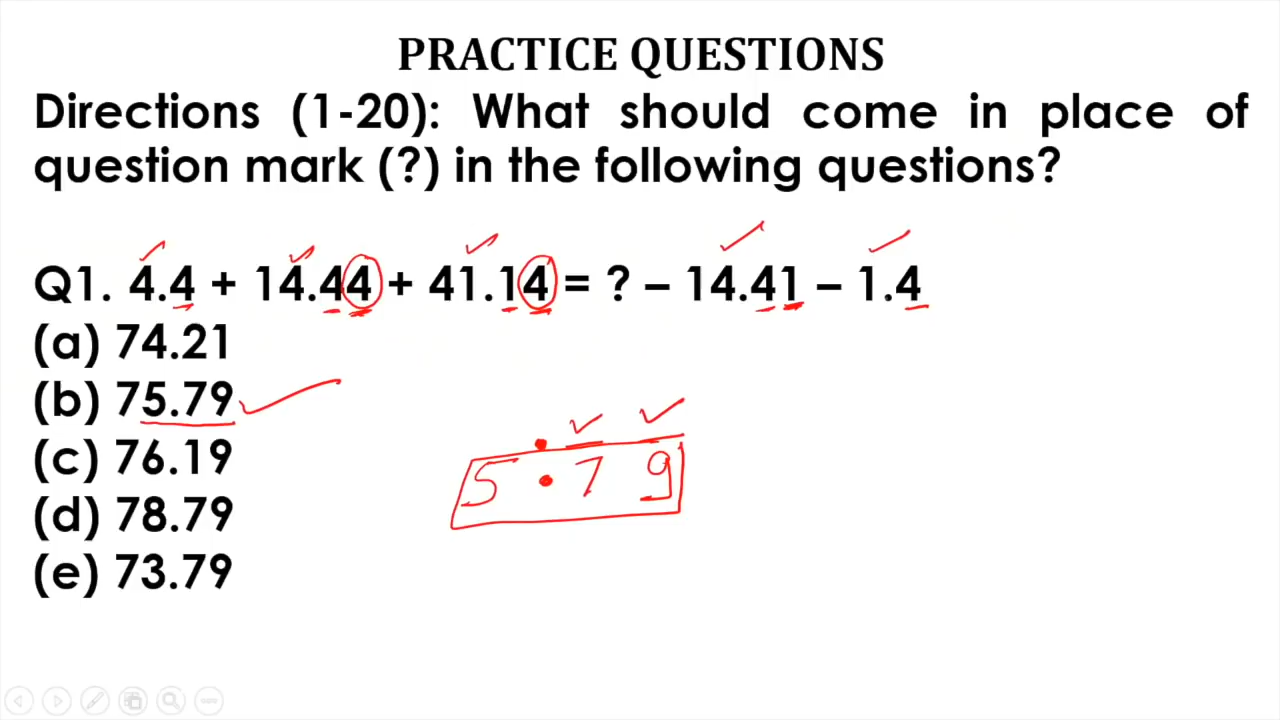 PRACTICE QUESTIONS
Directions (1-20): What should come in place of
question mark (?) in the following questions?
Q1. 4.4 + 14.44 + 41.14 = ? – 14.41 – 1.4
(a) 74.21
(b) 75.79
(c) 76.19
(d) 78.79
(e) 73.79
5.79